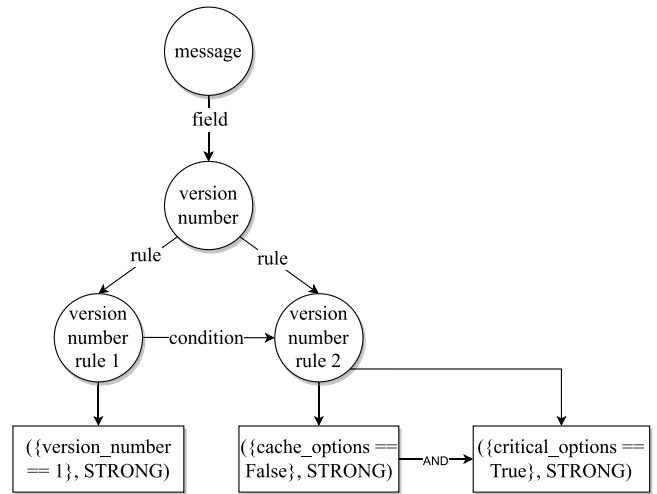 message
field
version
number
rule
rule
version
number
rule 1
condition
version
number
rule 2
({version_number
== 1}, STRONG)
({cache_options ==
False}, STRONG)
AND
({critical_options ==
True}, STRONG)